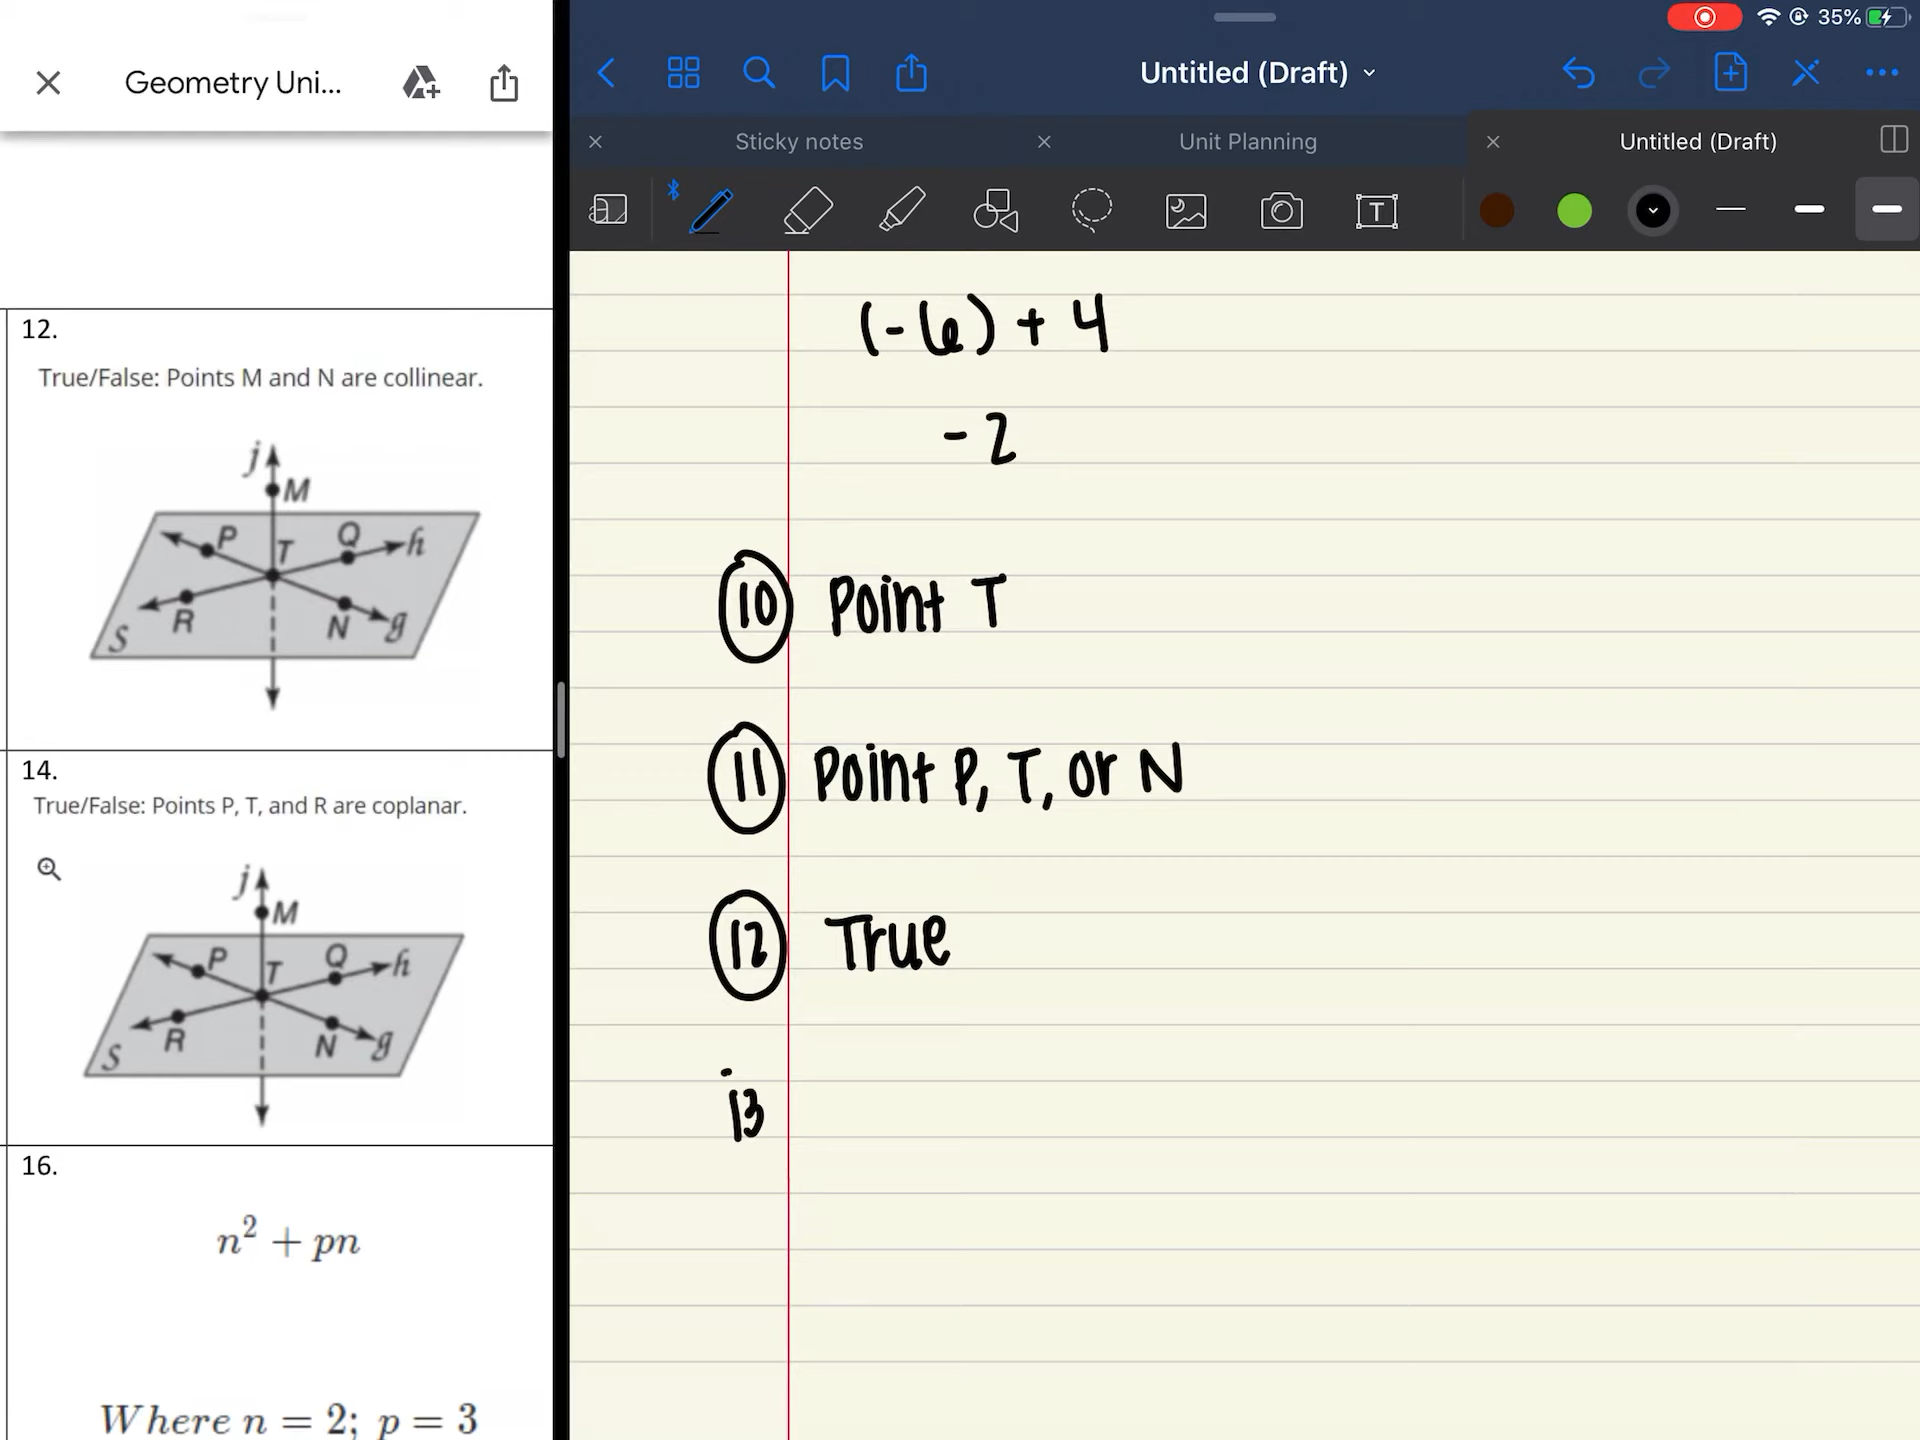 35%
Geometry Uni...
Untitled (Draft)
Sticky notes
Unit Planning
Untitled (Draft)
T
12.
True/False: Points M and N are collinear.
j
M
P
T
Q
h
R
N
g
S
14.
True/False: Points P, T, and R are coplanar.
j
M
P
T
Q
h
R
N
g
S
16.
n² + pn
Where n = 2; p = 3
(-6) + 4
-2
10 Point T
11 Point P, T, or N
12 True
13